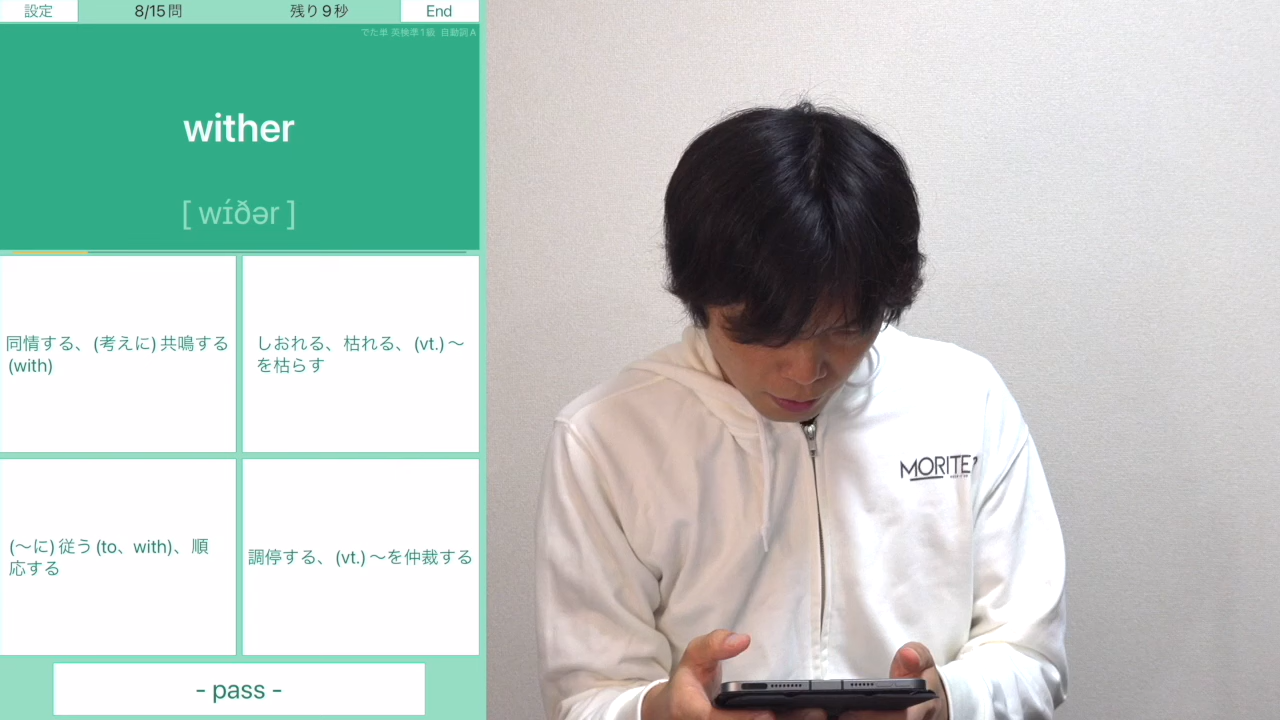 設定
8/15問
残り9秒
End
でた単 英検準1級 自動詞A
wither
[ wíðər ]
同情する、(考えに) 共鳴する
(with)
しおれる、枯れる、(vt.) 〜
を枯らす
(〜に) 従う (to、with)、順
応する
調停する、(vt.) 〜を仲裁する
- pass -
MORITE